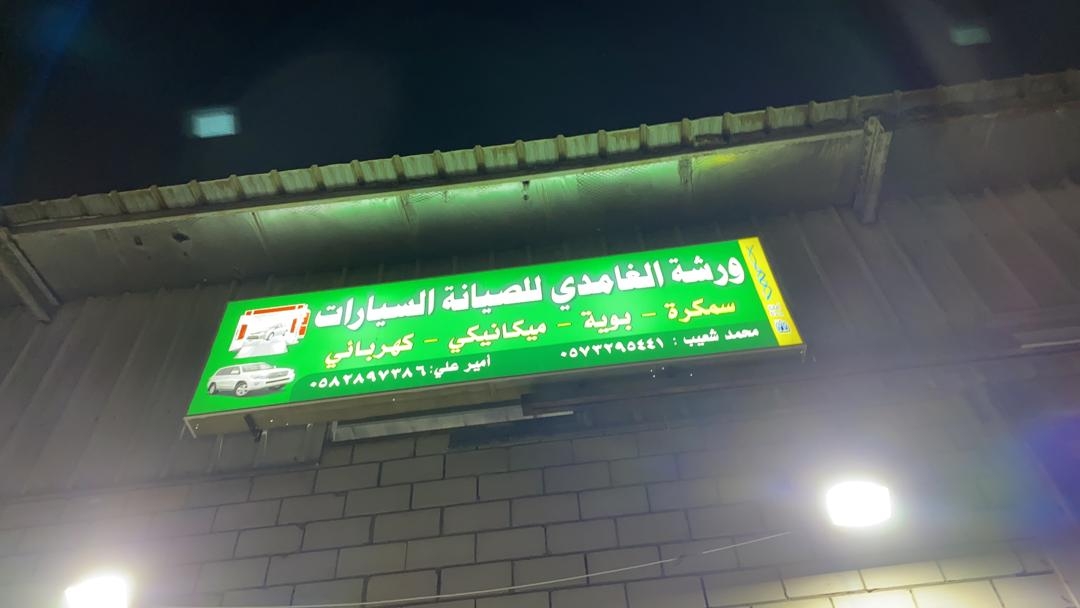 ورشة الغامدي للصيانة السيارات
سمكرة - بوية - ميكانيكي - كهربائي
محمد شعيب : ٠٥٧٣٢٩٥٤٤١
أمير علي: ٠٥٨٢٨٩٧٣٨٦